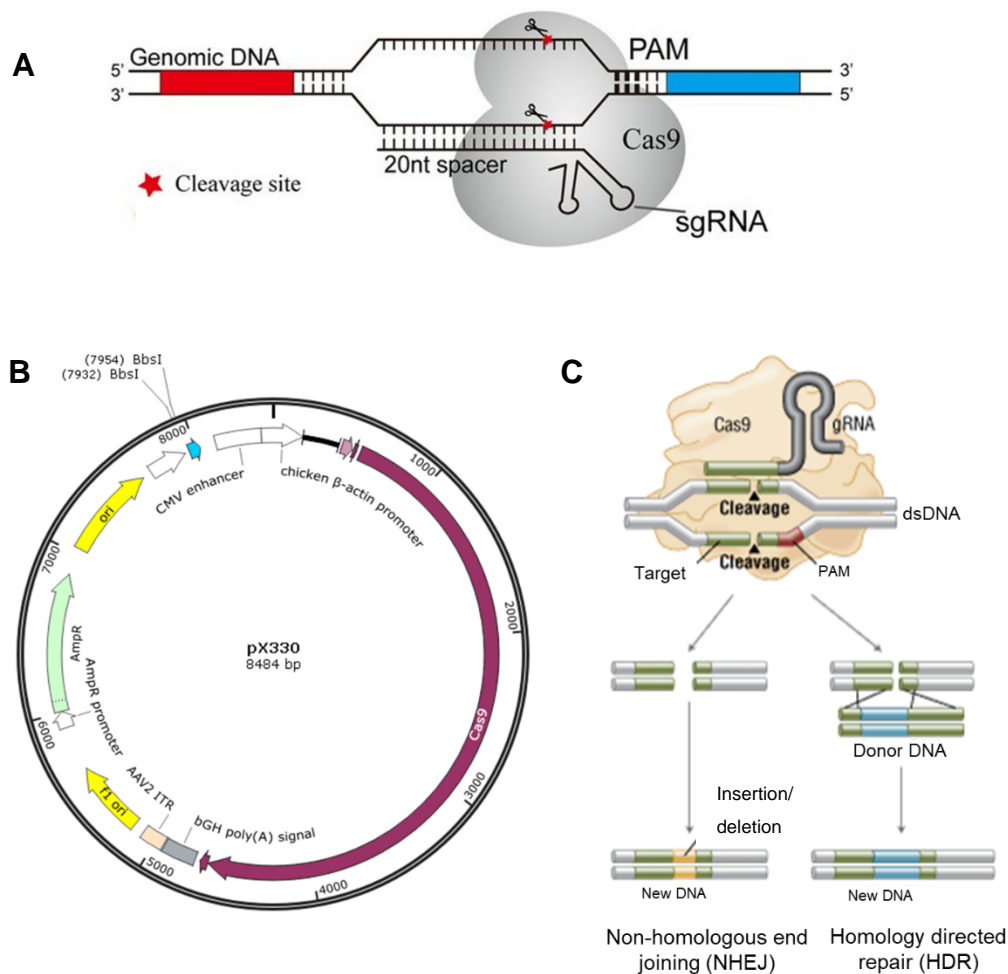 A
Genomic DNA
PAM
5’
3’
3’
5’
Cas9
20nt spacer
Cleavage site
sgRNA
B
(7954) BbsI
(7932) BbsI
8000
CMV enhancer
chicken β-actin promoter
1000
ori
7000
2000
pX330
8484 bp
AmpR
AmpR promoter
Cas9
6000
AAV2 ITR
f1 ori
bGH poly(A) signal
3000
5000
4000
C
Cas9
gRNA
Cleavage
dsDNA
Target
Cleavage
PAM
Donor DNA
Insertion/
deletion
New DNA
New DNA
Non-homologous end
joining (NHEJ)
Homology directed
repair (HDR)